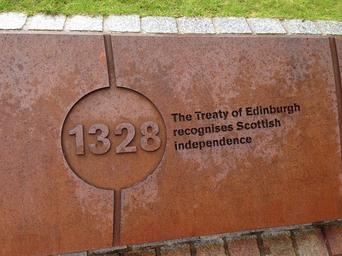 1328
The Treaty of Edinburgh
recognises Scottish
independence